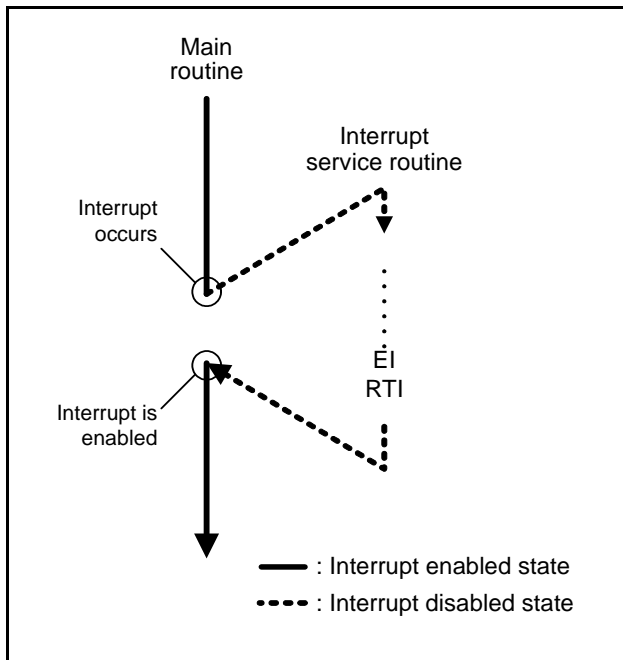 Main
routine
Interrupt
service routine
Interrupt
occurs
EI
RTI
Interrupt is
enabled
: Interrupt enabled state
: Interrupt disabled state